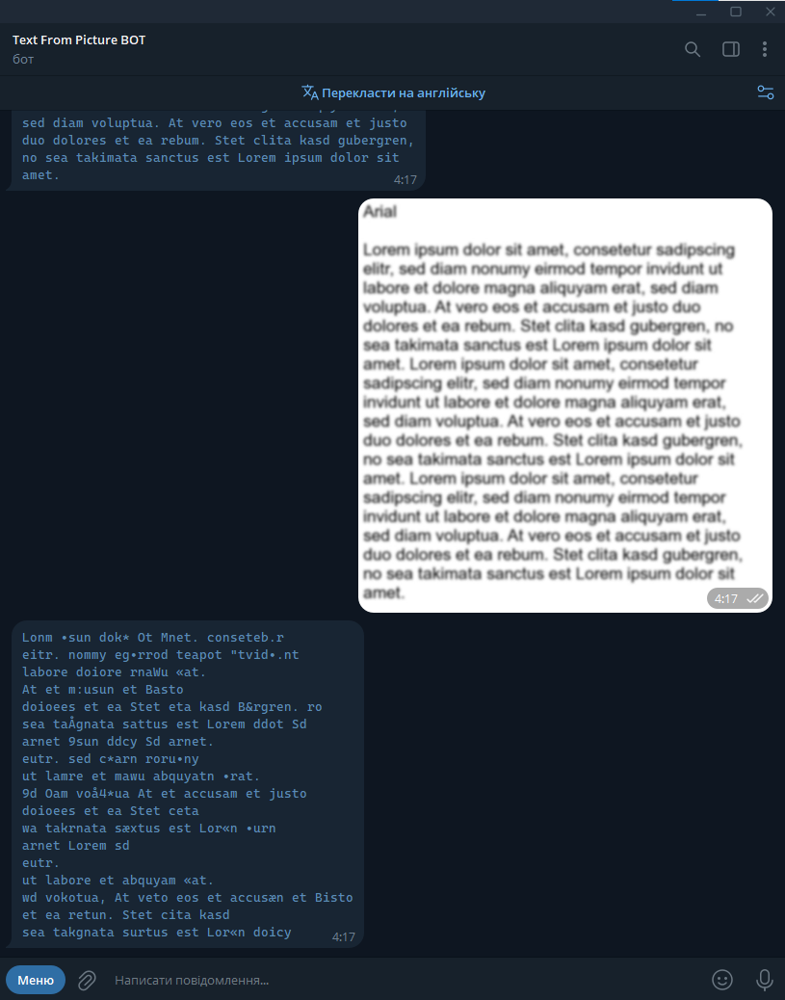 Text From Picture BOT
бот
Перекласти на англійську
sed diam voluptua. At vero eos et accusam et justo
duo dolores et ea rebum. Stet clita kasd gubergren,
no sea takimata sanctus est Lorem ipsum dolor sit
amet.
4:17
Arial
Lorem ipsum dolor sit amet, consetetur sadipscing
elitr, sed diam nonumy eirmod tempor invidunt ut
labore et dolore magna aliquyam erat, sed diam
voluptua. At vero eos et accusam et justo duo
dolores et ea rebum. Stet clita kasd gubergren, no
sea takimata sanctus est Lorem ipsum dolor sit
amet. Lorem ipsum dolor sit amet, consetetur
sadipscing elitr, sed diam nonumy eirmod tempor
invidunt ut labore et dolore magna aliquyam erat,
sed diam voluptua. At vero eos et accusam et justo
duo dolores et ea rebum. Stet clita kasd gubergren,
no sea takimata sanctus est Lorem ipsum dolor sit
amet. Lorem ipsum dolor sit amet, consetetur
sadipscing elitr, sed diam nonumy eirmod tempor
invidunt ut labore et dolore magna aliquyam erat,
sed diam voluptua. At vero eos et accusam et justo
duo dolores et ea rebum. Stet clita kasd gubergren,
no sea takimata sanctus est Lorem ipsum dolor sit
amet.
4:17
Lonm •sun dok* Ot Mnet. conseteb.r
eitr. nommy eg•rrod teapot "tvid•.nt
labore doiore rnaWu «at.
At et m:usun et Basto
doioees et ea Stet eta kasd B&rgren. ro
sea taÅgnata sattus est Lorem ddot Sd
arnet 9sun ddcy Sd arnet.
eutr. sed c*arn roru•ny
ut lamre et mawu abquyatn •rat.
9d Oam voå4*ua At et accusam et justo
doioees et ea Stet ceta
wa takrnata sæxtus est Lor«n •urn
arnet Lorem sd
eutr.
ut labore et abquyam «at.
wd vokotua, At veto eos et accusæn et Bisto
et ea retun. Stet cita kasd
sea takgnata surtus est Lor«n doicy
4:17
Меню
Написати повідомлення...